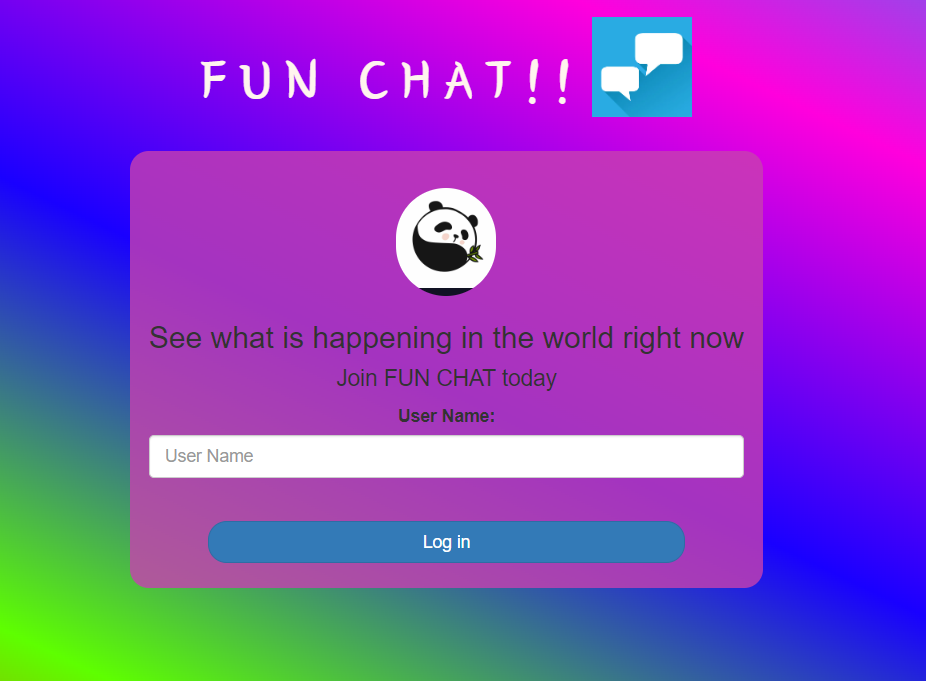 FUN CHAT!!
See what is happening in the world right now
Join FUN CHAT today
User Name:
User Name
Log in